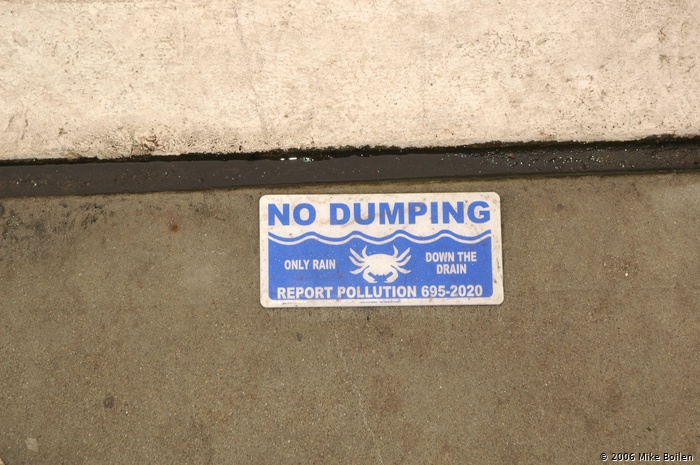 NO DUMPING
ONLY RAIN
DOWN THE
DRAIN
REPORT POLLUTION 695-2020
© 2006 Mike Boilen